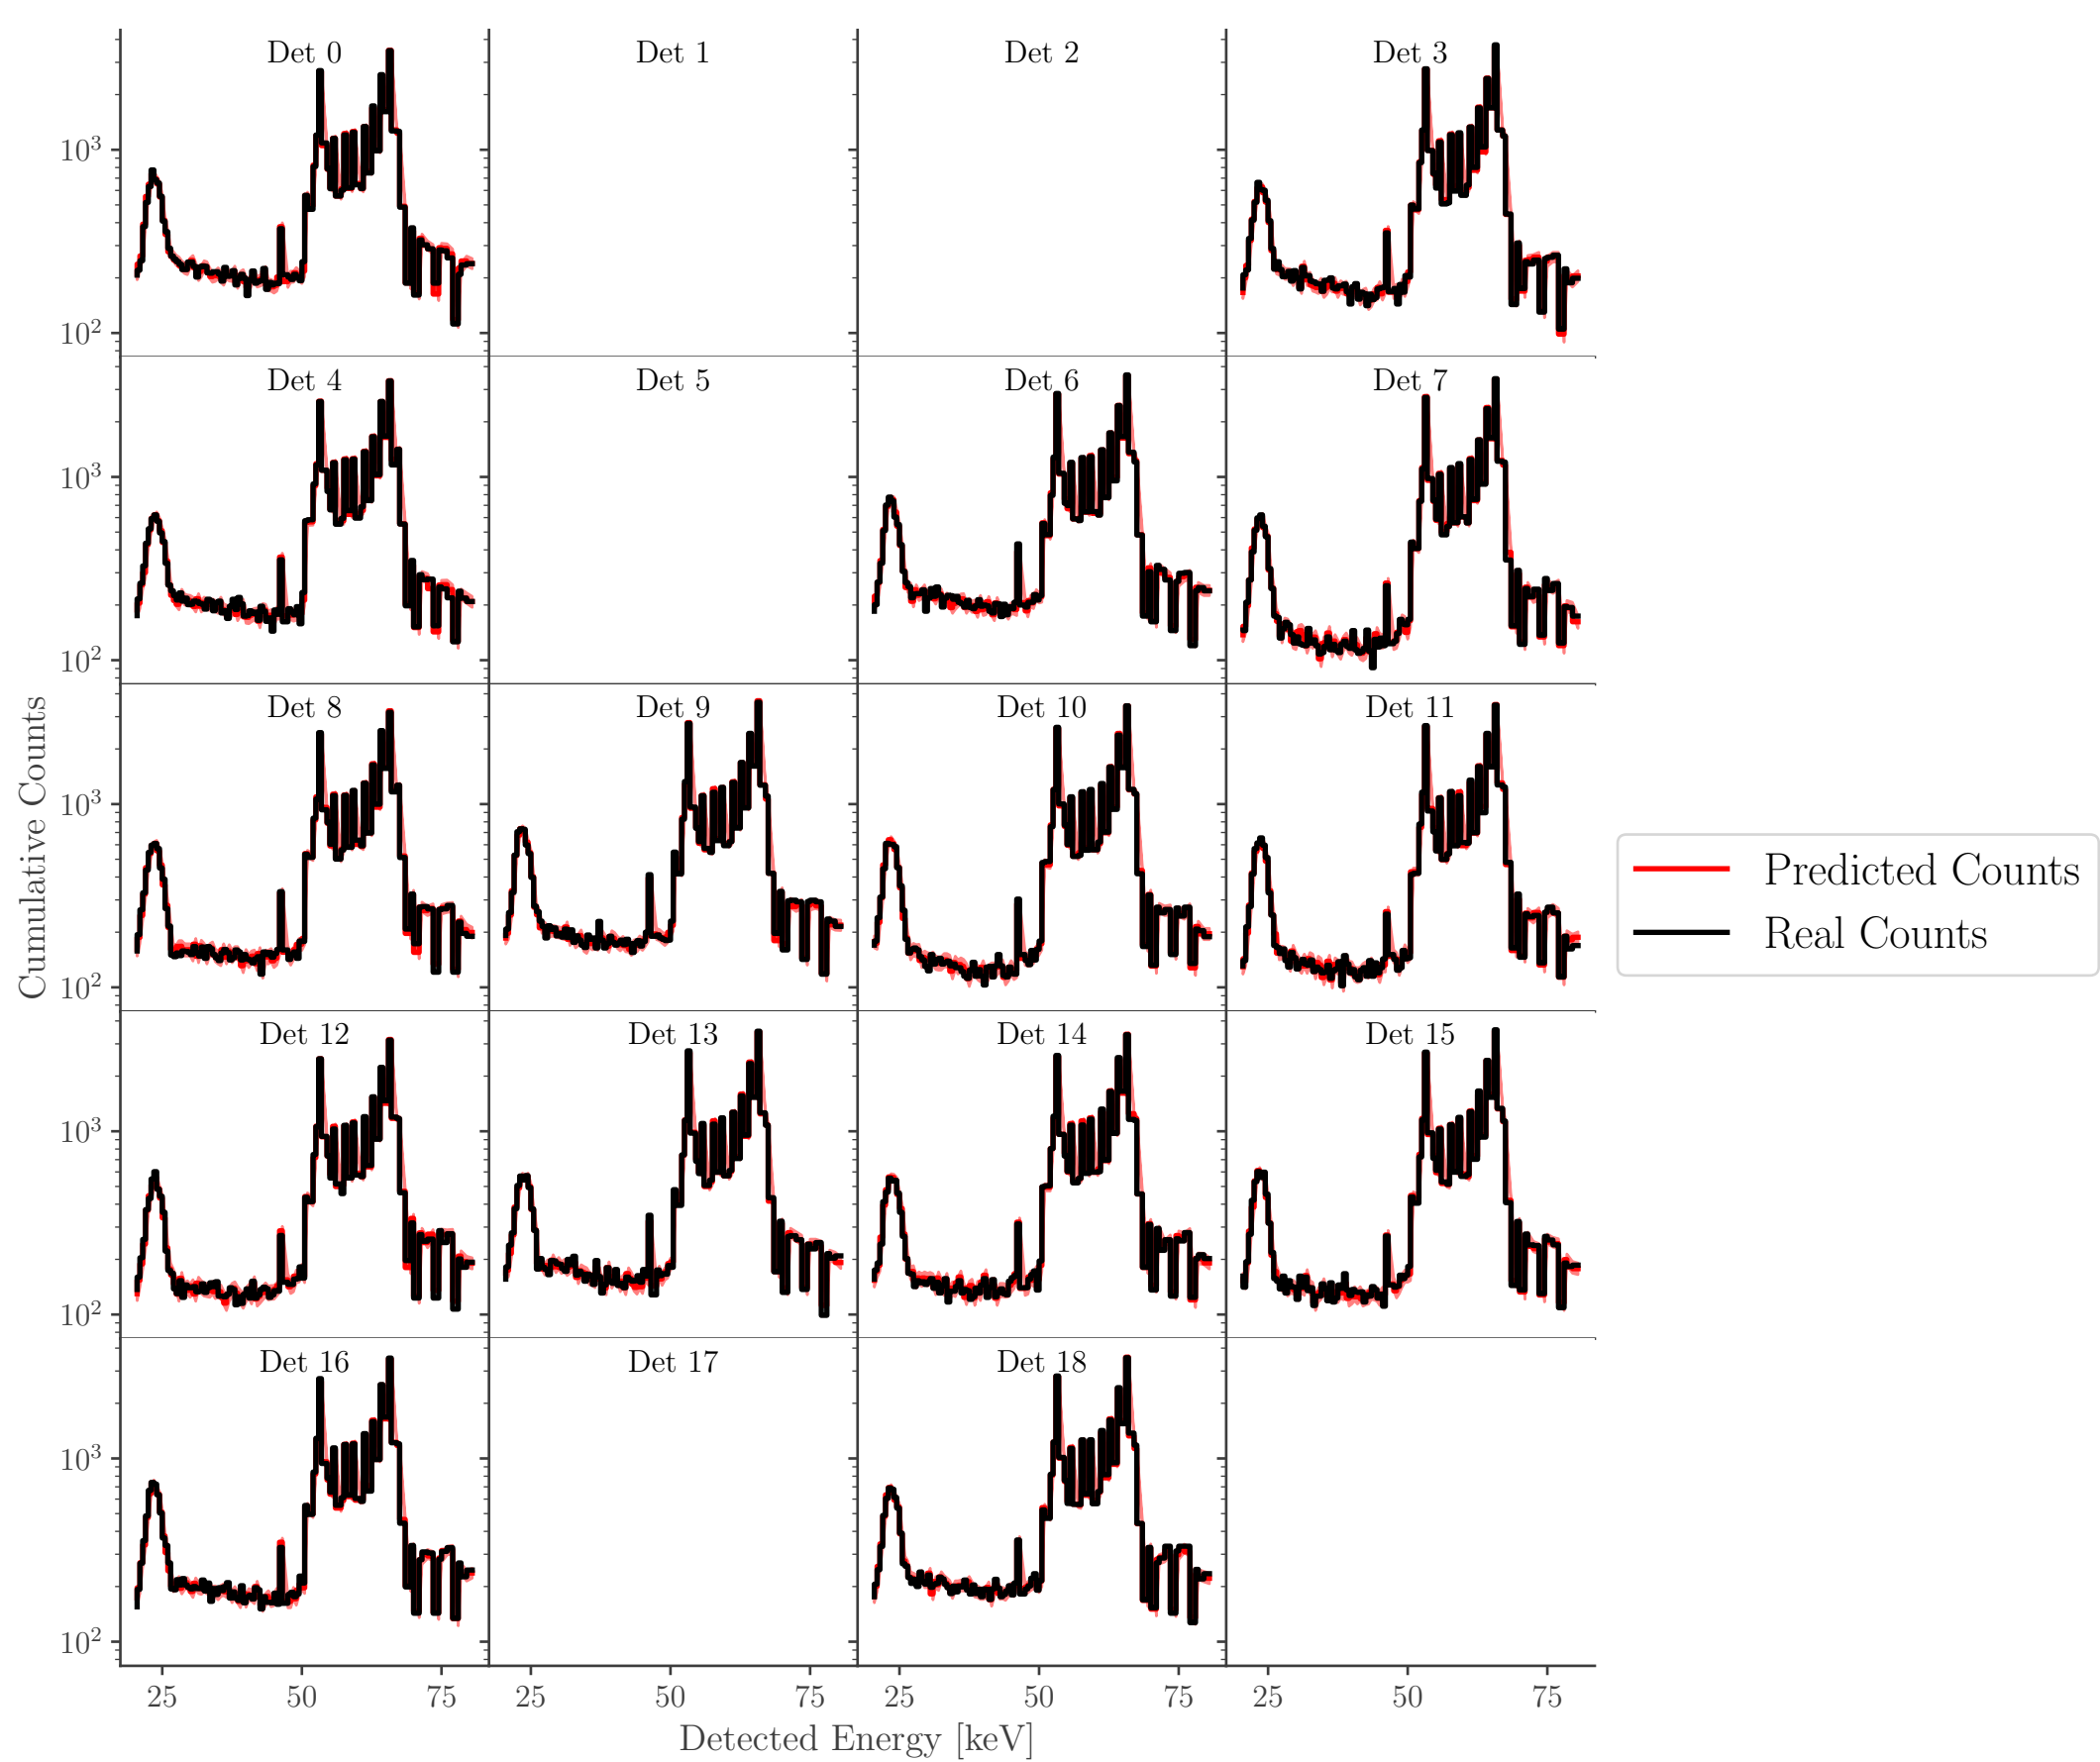 Det 0
Det 1
Det 2
Det 3
10³
10²
Det 4
Det 5
Det 6
Det 7
10³
10²
Det 8
Det 9
Det 10
Det 11
10³
10²
Det 12
Det 13
Det 14
Det 15
10³
10²
Det 16
Det 17
Det 18
10³
10²
25 50 75 25 50 75 25 50 75 25 50 75
Detected Energy [keV]
Cumulative Counts
Predicted Counts
Real Counts